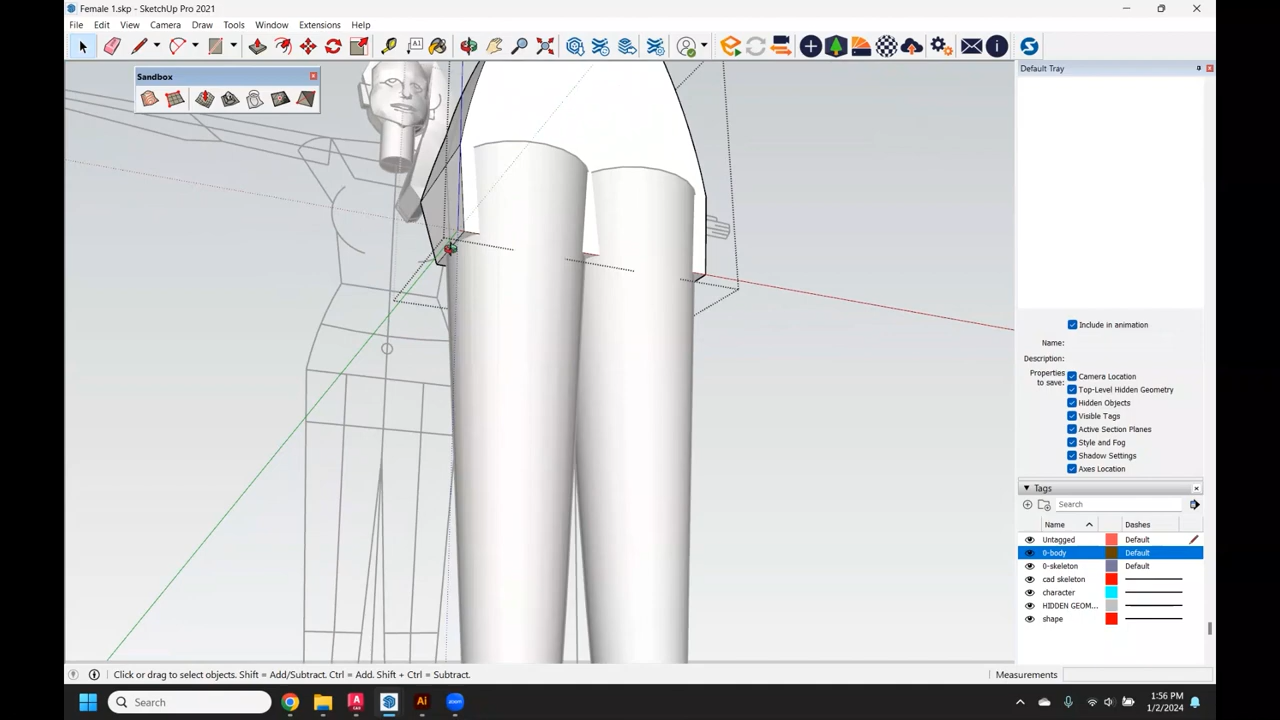 Female 1.skp - SketchUp Pro 2021
File Edit View Camera Draw Tools Window Extensions Help
Sandbox
Default Tray
Include in animation
Name:
Description:
Properties to save:
Camera Location
Top-Level Hidden Geometry
Hidden Objects
Visible Tags
Active Section Planes
Style and Fog
Shadow Settings
Axes Location
Tags
Search
Name Dashes
Untagged Default
0-body Default
0-skeleton Default
cad skeleton
character
HIDDEN GEOM...
shape
Click or drag to select objects. Shift = Add/Subtract. Ctrl = Add. Shift + Ctrl = Subtract.
Measurements
Search
Ai
zoom
1:56 PM
1/2/2024